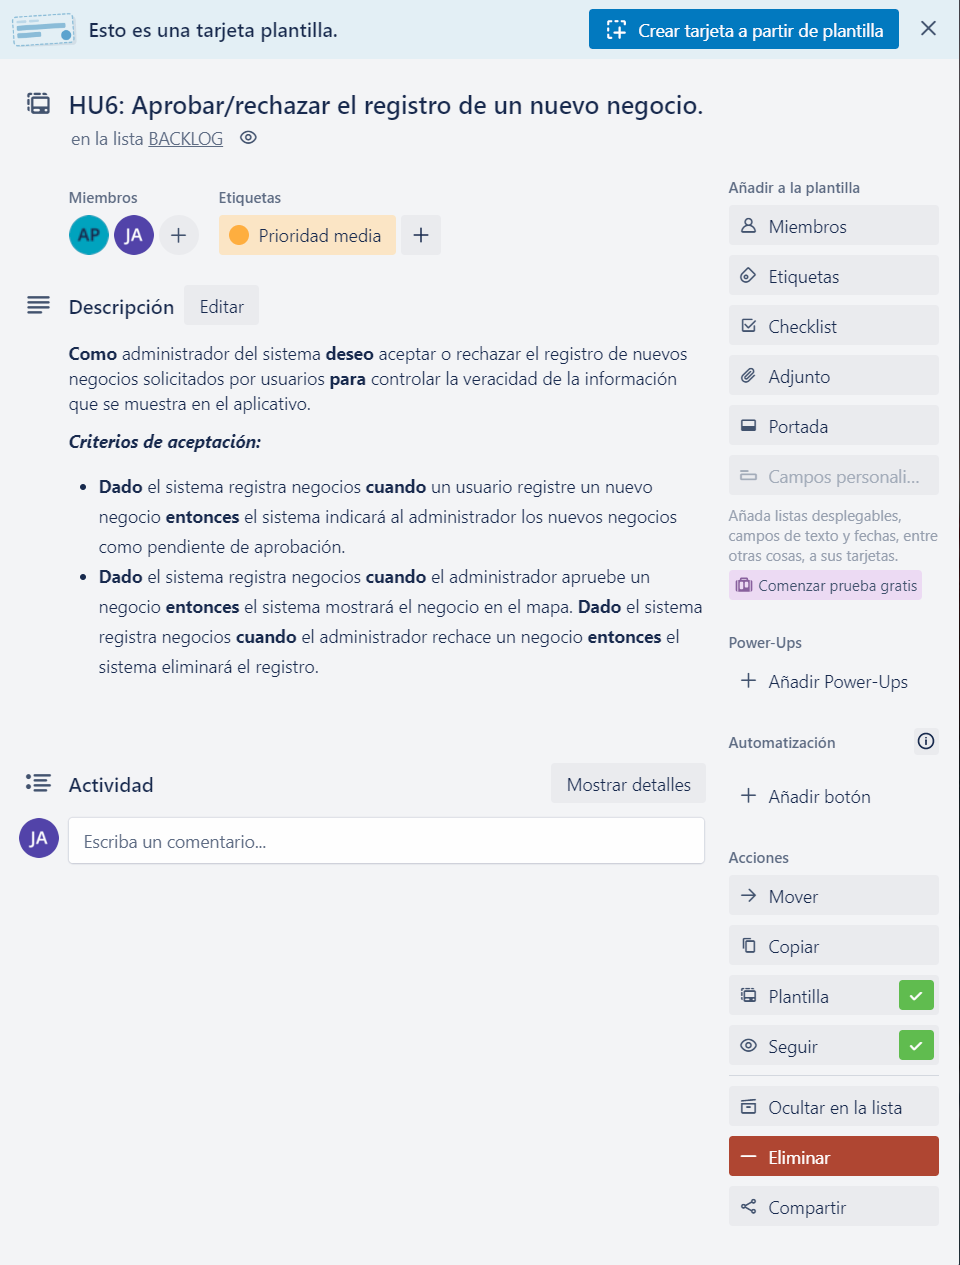 Esto es una tarjeta plantilla.
Crear tarjeta a partir de plantilla
HU6: Aprobar/rechazar el registro de un nuevo negocio.
en la lista BACKLOG
Miembros
Etiquetas
AP
JA
Prioridad media
Descripción
Editar
Como administrador del sistema deseo aceptar o rechazar el registro de nuevos
negocios solicitados por usuarios para controlar la veracidad de la información
que se muestra en el aplicativo.
Criterios de aceptación:
• Dado el sistema registra negocios cuando un usuario registre un nuevo
negocio entonces el sistema indicará al administrador los nuevos negocios
como pendiente de aprobación.
• Dado el sistema registra negocios cuando el administrador apruebe un
negocio entonces el sistema mostrará el negocio en el mapa. Dado el sistema
registra negocios cuando el administrador rechace un negocio entonces el
sistema eliminará el registro.
Actividad
Mostrar detalles
JA
Escriba un comentario...
Añadir a la plantilla
Miembros
Etiquetas
Checklist
Adjunto
Portada
Campos personali...
Añada listas desplegables,
campos de texto y fechas, entre
otras cosas, a sus tarjetas.
Comenzar prueba gratis
Power-Ups
+ Añadir Power-Ups
Automatización
+ Añadir botón
Acciones
Mover
Copiar
Plantilla
Seguir
Ocultar en la lista
Eliminar
Compartir